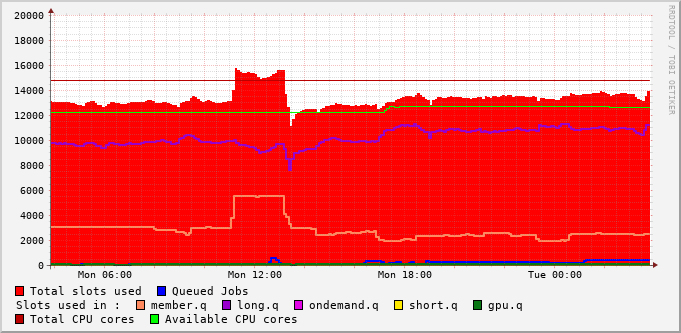 20000
18000
16000
14000
12000
10000
8000
6000
4000
2000
0
Mon 06:00 Mon 12:00 Mon 18:00 Tue 00:00
Total slots used Queued Jobs
Slots used in : member.q long.q ondemand.q short.q gpu.q
Total CPU cores Available CPU cores
RRDTOOL / TOBI OETIKER